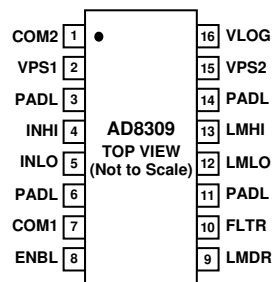 COM2 1 16 VLOG
VPS1 2 15 VPS2
PADL 3 14 PADL
INHI 4 AD8309 13 LMHI
TOP VIEW
INLO 5 (Not to Scale) 12 LMLO
PADL 6 11 PADL
COM1 7 10 FLTR
ENBL 8 9 LMDR